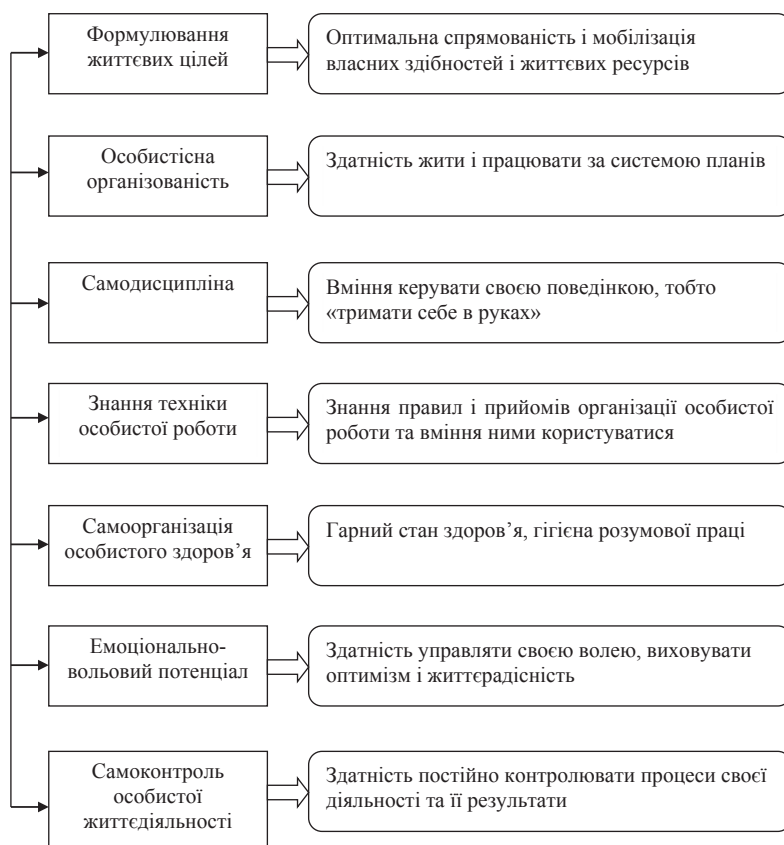 Формулювання
життєвих цілей
Оптимальна спрямованість і мобілізація
власних здібностей і життєвих ресурсів
Особистісна
організованість
Здатність жити і працювати за системою планів
Самодисципліна
Вміння керувати своєю поведінкою, тобто
«тримати себе в руках»
Знання техніки
особистої роботи
Знання правил і прийомів організації особистої
роботи та вміння ними користуватися
Самоорганізація
особистого здоров’я
Гарний стан здоров’я, гігієна розумової праці
Емоціонально-
вольовий потенціал
Здатність управляти своєю волею, виховувати
оптимізм і життєрадісність
Самоконтроль
особистої
життєдіяльності
Здатність постійно контролювати процеси своєї
діяльності та її результати